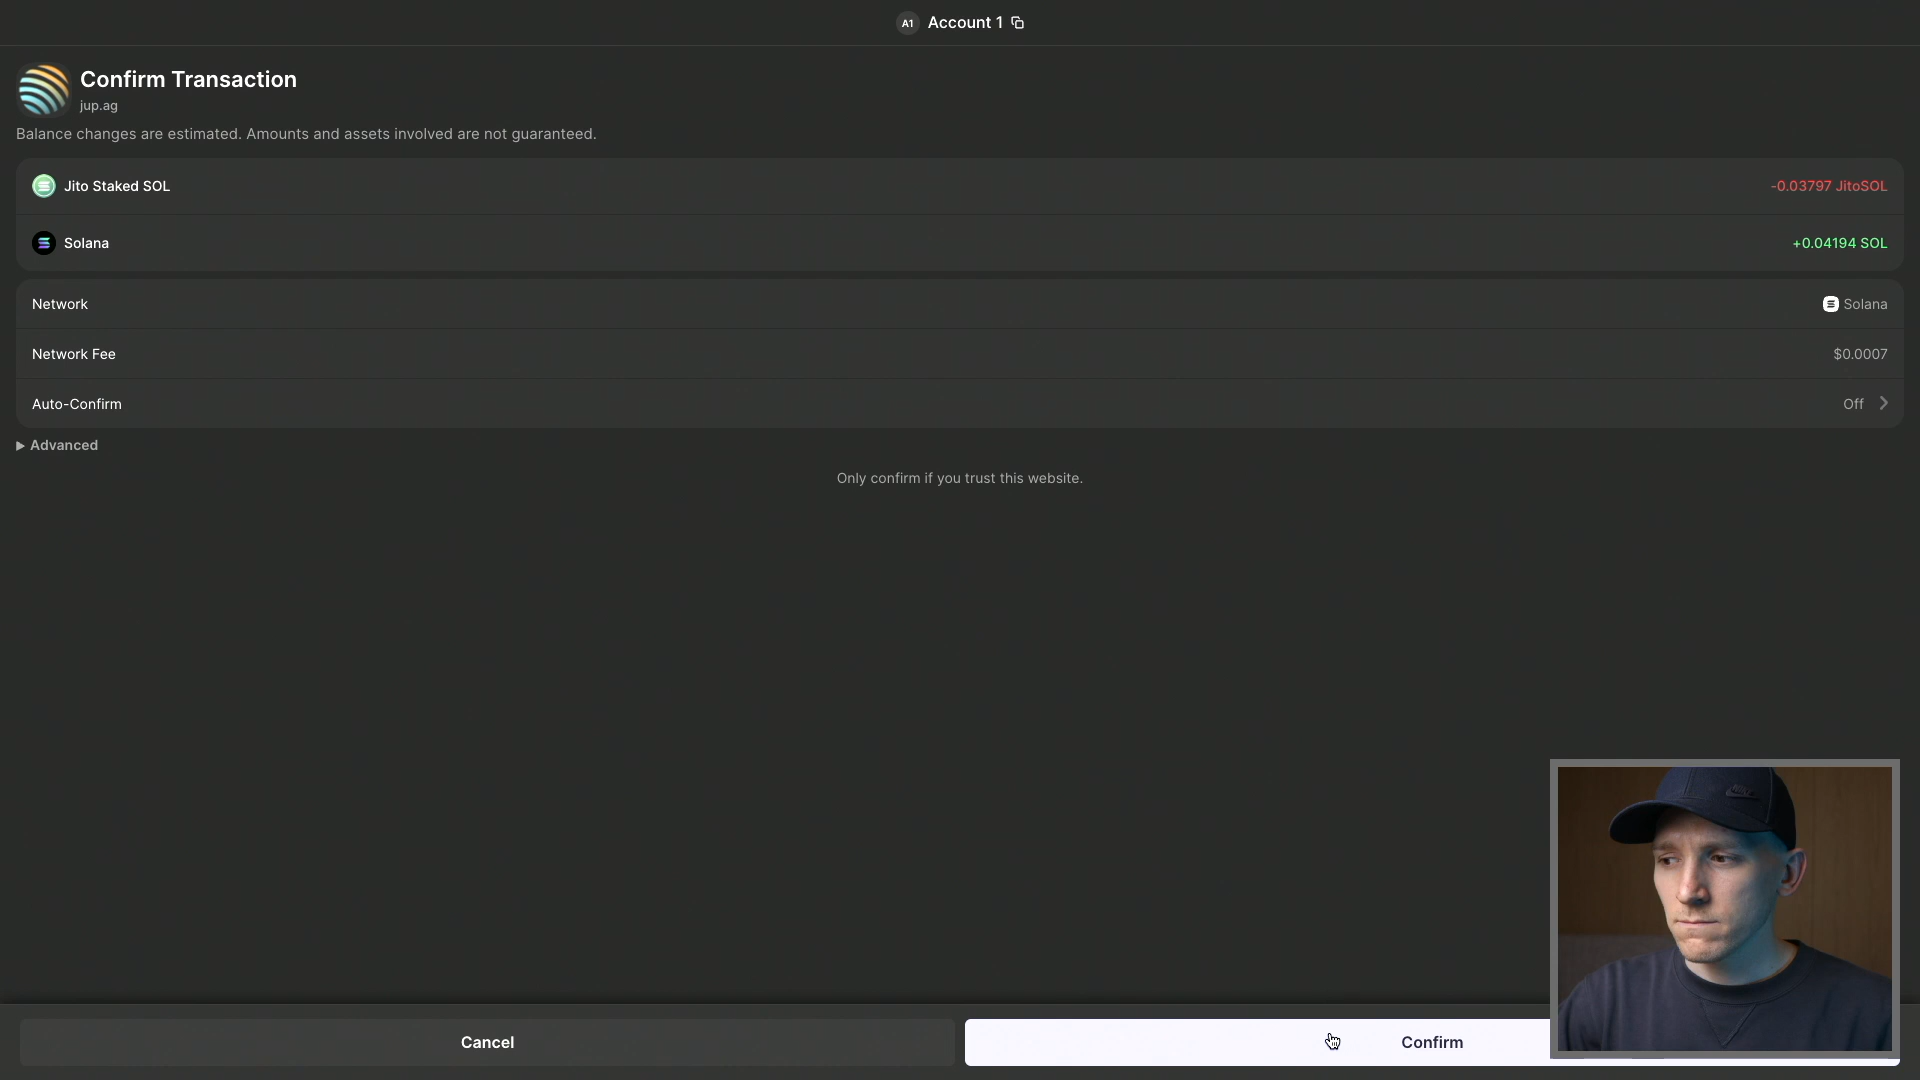 A1 Account 1
Confirm Transaction
jup.ag
Balance changes are estimated. Amounts and assets involved are not guaranteed.
Jito Staked SOL -0.03797 JitoSOL
Solana +0.04194 SOL
Network Solana
Network Fee $0.0007
Auto-Confirm Off
Advanced
Only confirm if you trust this website.
Cancel Confirm